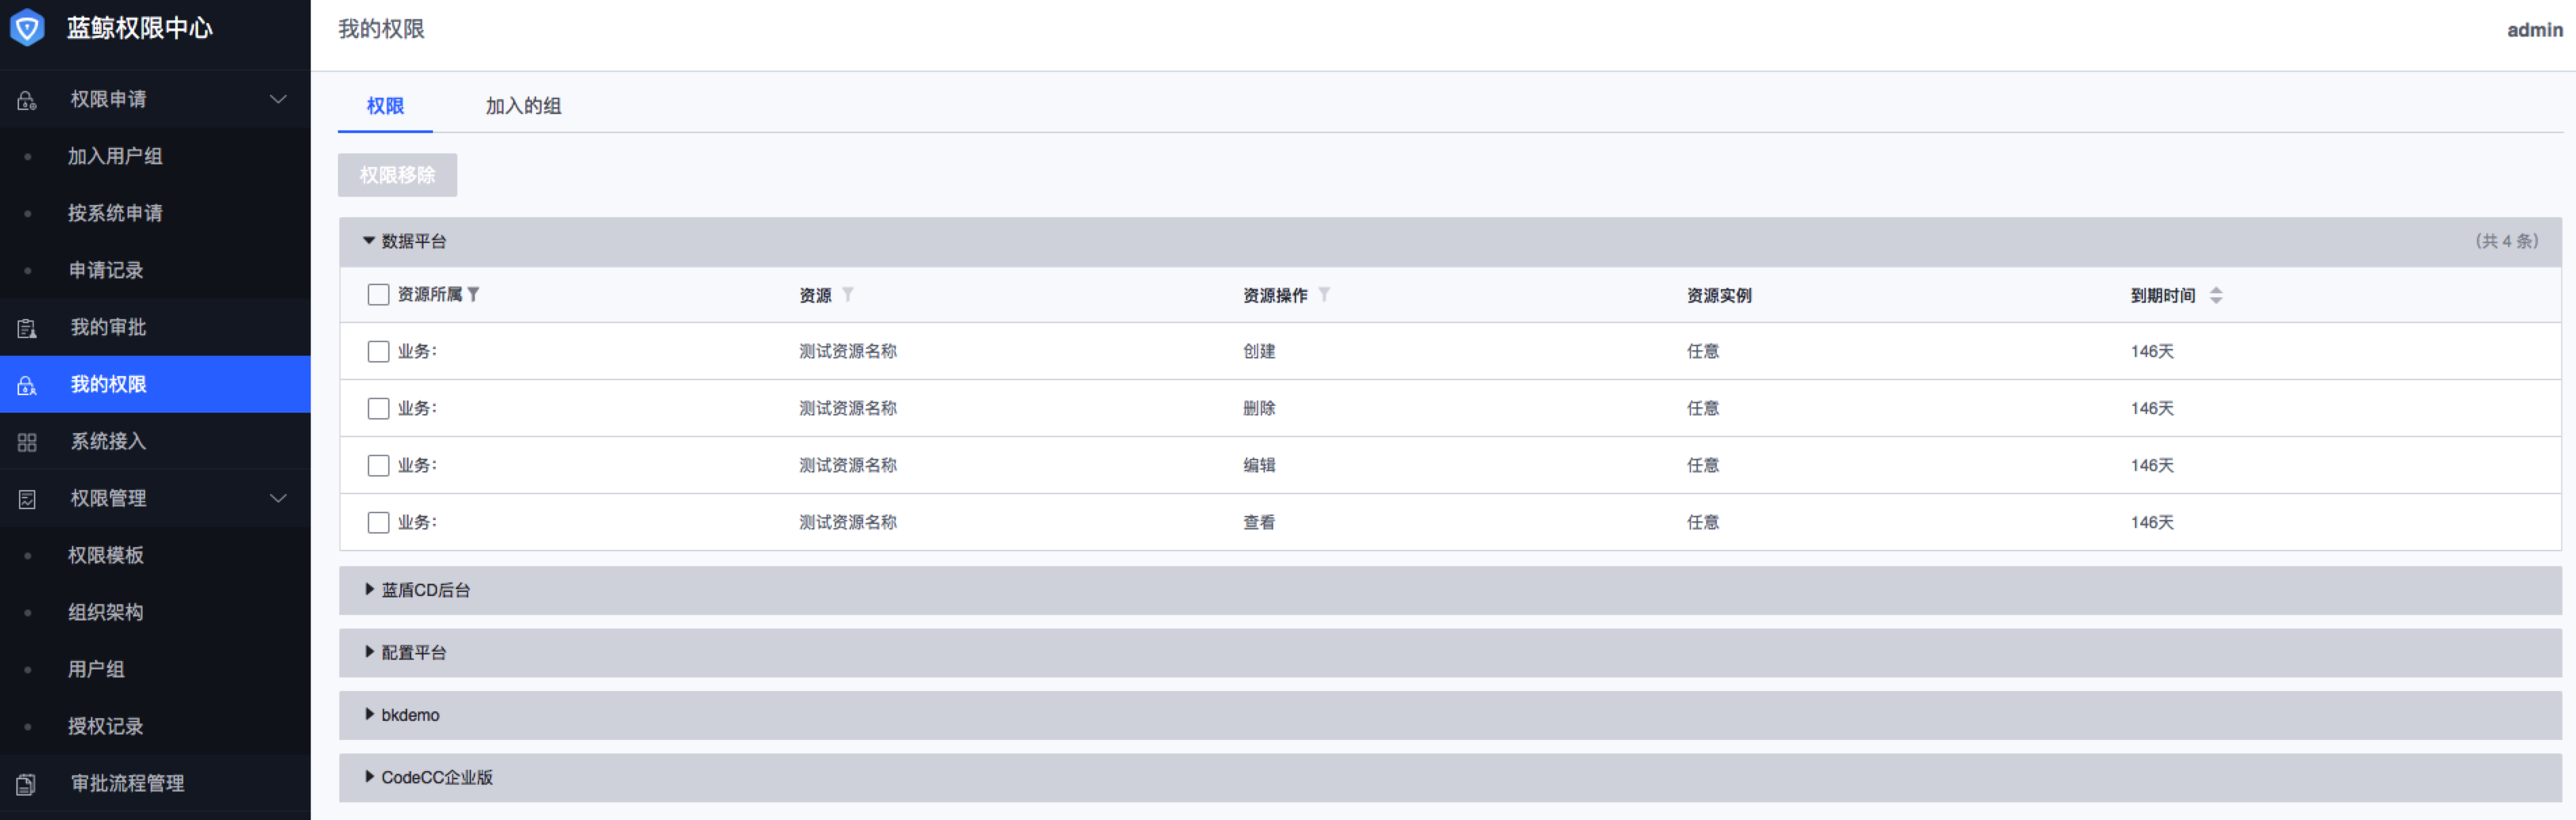 蓝鲸权限中心
我的权限
admin
权限申请
加入用户组
按系统申请
申请记录
我的审批
我的权限
系统接入
权限管理
权限模板
组织架构
用户组
授权记录
审批流程管理
权限 加入的组
权限移除
数据平台 (共 4 条)
资源所属 资源 资源操作 资源实例 到期时间
业务: 测试资源名称 创建 任意 146天
业务: 测试资源名称 删除 任意 146天
业务: 测试资源名称 编辑 任意 146天
业务: 测试资源名称 查看 任意 146天
蓝盾CD后台
配置平台
bkdemo
CodeCC企业版